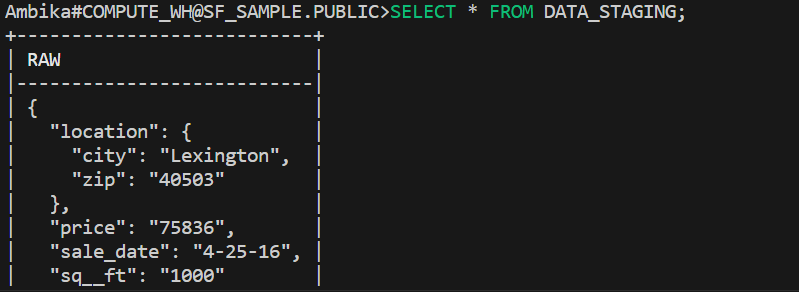 Ambika#COMPUTE_WH@SF_SAMPLE.PUBLIC>SELECT * FROM DATA_STAGING;
+---------------------------+
| RAW                       |
|---------------------------|
| {                         |
|   "location": {           |
|     "city": "Lexington",  |
|     "zip": "40503"        |
|   },                      |
|   "price": "75836",       |
|   "sale_date": "4-25-16", |
|   "sq__ft": "1000"        |